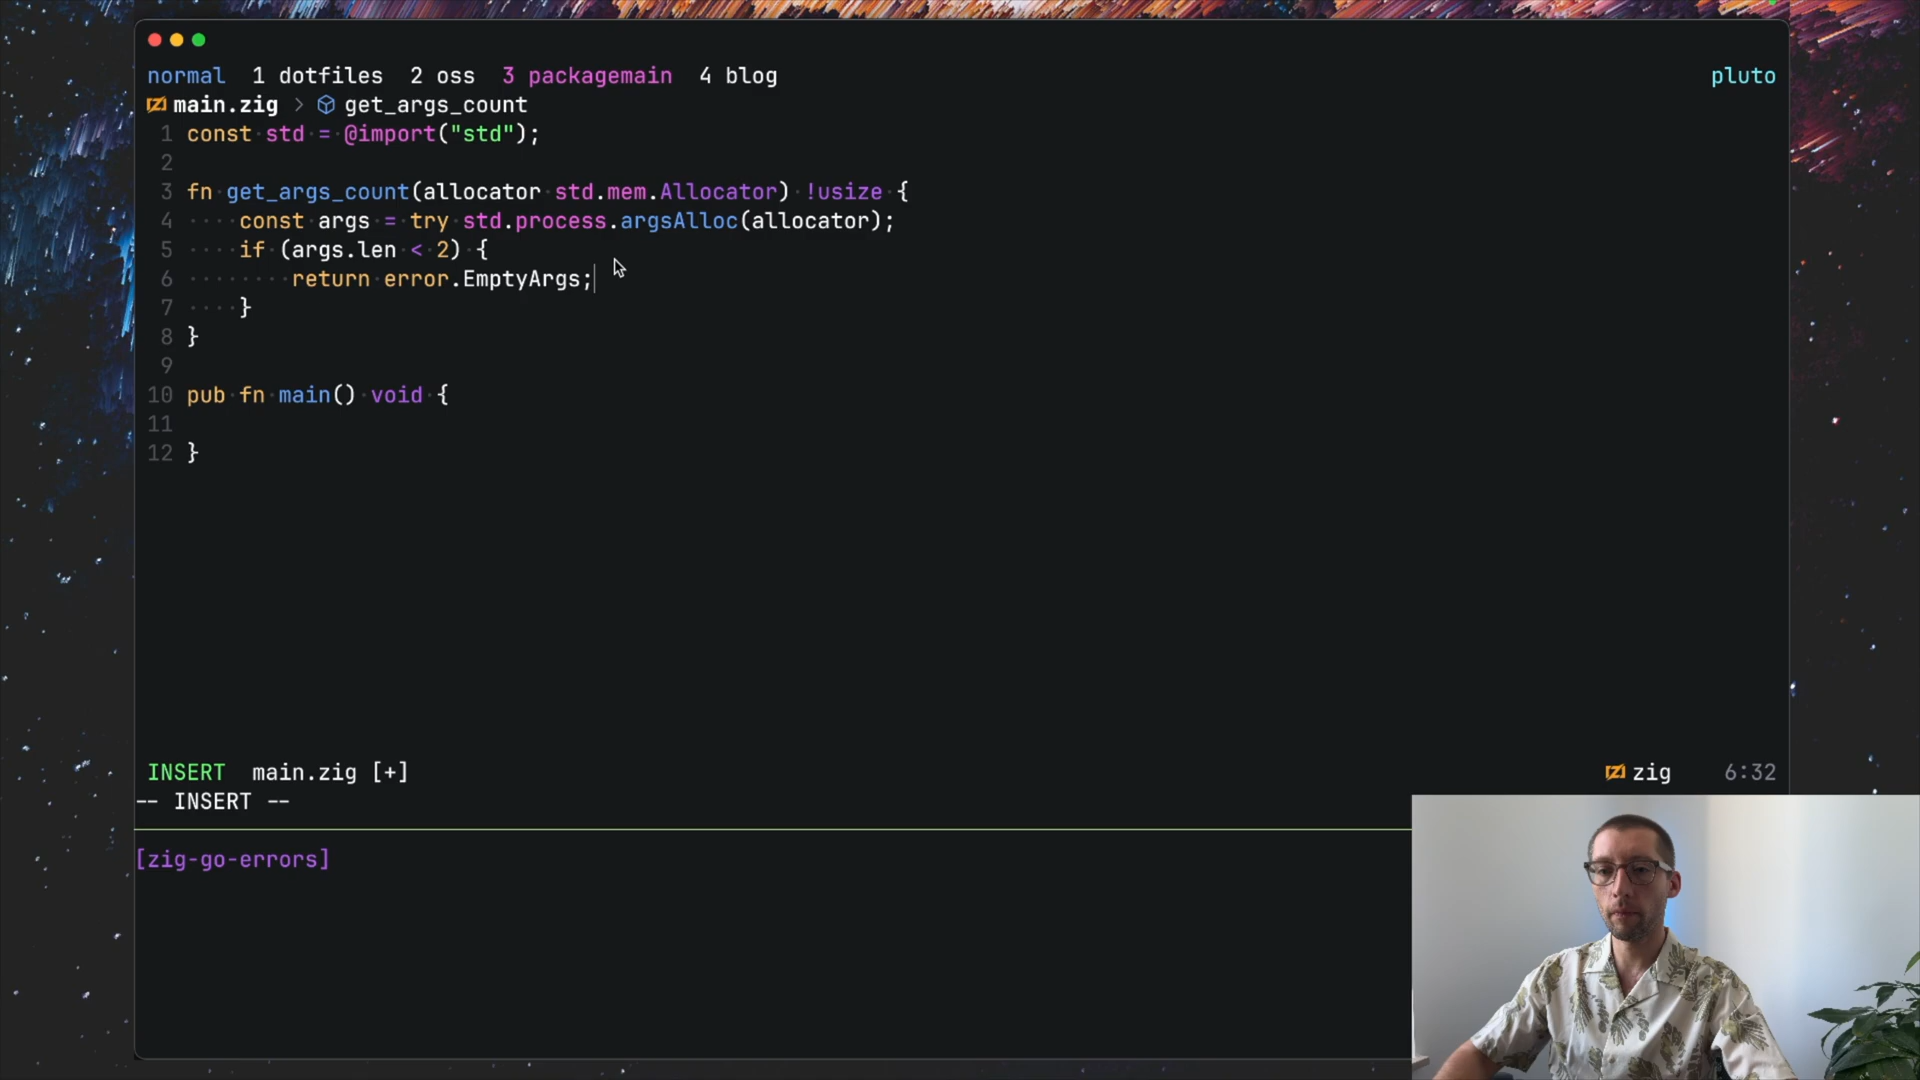 normal 1 dotfiles 2 oss 3 packagemain 4 blog pluto
main.zig > get_args_count
1 const std = @import("std");
2
3 fn get_args_count(allocator std.mem.Allocator) !usize {
4 const args = try std.process.argsAlloc(allocator);
5 if (args.len < 2) {
6 return error.EmptyArgs;
7 }
8 }
9
10 pub fn main() void {
11
12 }
INSERT main.zig [+] zig 6:32
-- INSERT --
[zig-go-errors]